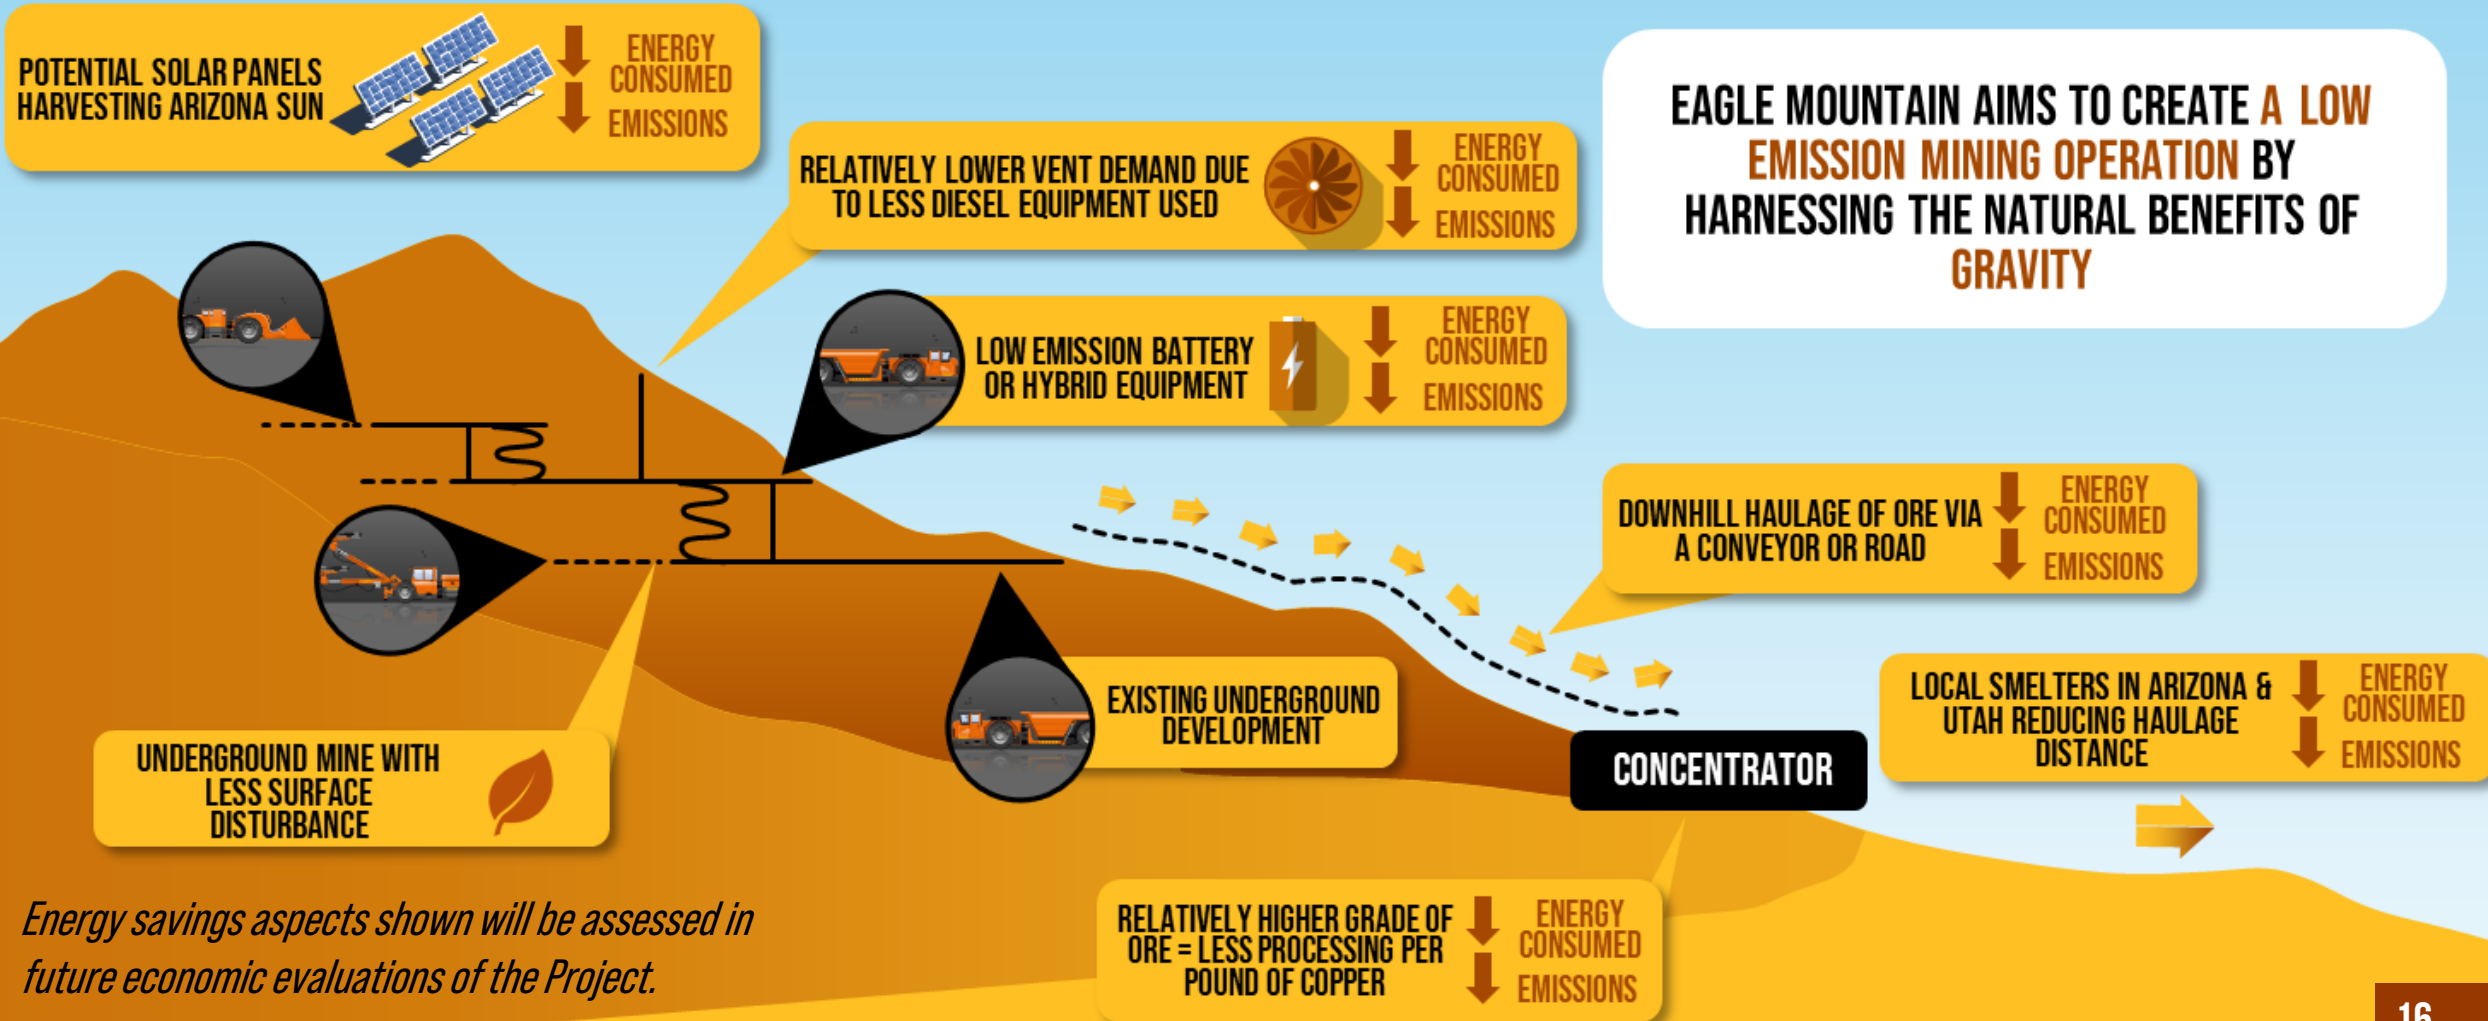 POTENTIAL SOLAR PANELS
HARVESTING ARIZONA SUN
ENERGY
CONSUMED
EMISSIONS
RELATIVELY LOWER VENT DEMAND DUE
TO LESS DIESEL EQUIPMENT USED
ENERGY
CONSUMED
EMISSIONS
EAGLE MOUNTAIN AIMS TO CREATE A LOW
EMISSION MINING OPERATION BY
HARNESSING THE NATURAL BENEFITS OF
GRAVITY
LOW EMISSION BATTERY
OR HYBRID EQUIPMENT
ENERGY
CONSUMED
EMISSIONS
DOWNHILL HAULAGE OF ORE VIA
A CONVEYOR OR ROAD
ENERGY
CONSUMED
EMISSIONS
EXISTING UNDERGROUND
DEVELOPMENT
LOCAL SMELTERS IN ARIZONA &
UTAH REDUCING HAULAGE
DISTANCE
ENERGY
CONSUMED
EMISSIONS
UNDERGROUND MINE WITH
LESS SURFACE
DISTURBANCE
CONCENTRATOR
RELATIVELY HIGHER GRADE OF
ORE = LESS PROCESSING PER
POUND OF COPPER
ENERGY
CONSUMED
EMISSIONS
Energy savings aspects shown will be assessed in
future economic evaluations of the Project.
16